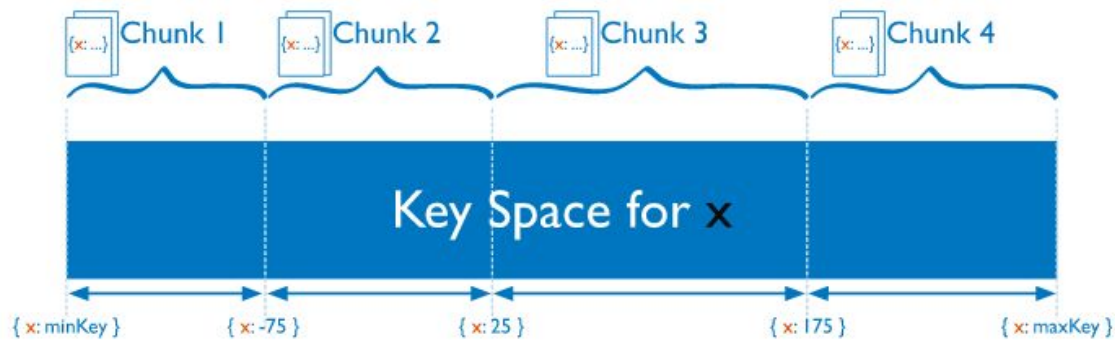 {x: ...} Chunk 1 {x: ...} Chunk 2 {x: ...} Chunk 3 {x: ...} Chunk 4
Key Space for x
{ x: minKey } { x: -75 } { x: 25 } { x: 175 } { x: maxKey }